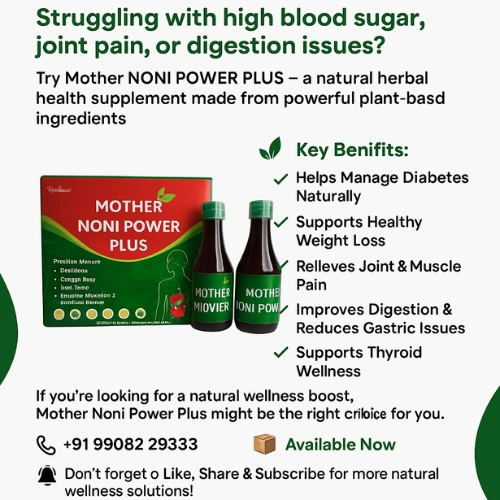 Struggling with high blood sugar,
joint pain, or digestion issues?
Try Mother NONI POWER PLUS – a natural herbal
health supplement made from powerful plant-basd
ingredients
Key Benifits:
Helps Manage Diabetes
Naturally
Supports Healthy
Weight Loss
Relleves Joint & Muscle
Pain
Improves Digestion &
Reduces Gastric Issues
Supports Thyroid
Wellness
MOTHER
NONI POWER
PLUS
MOTHER
MIOVIER
MOTHE
IONI POW
If you’re looking for a natural wellness boost,
Mother Noni Power Plus might be the right for you.
+91 99082 29333
Available Now
Don’t forget o Like, Share & Subscribe for more natural
wellness solutions!